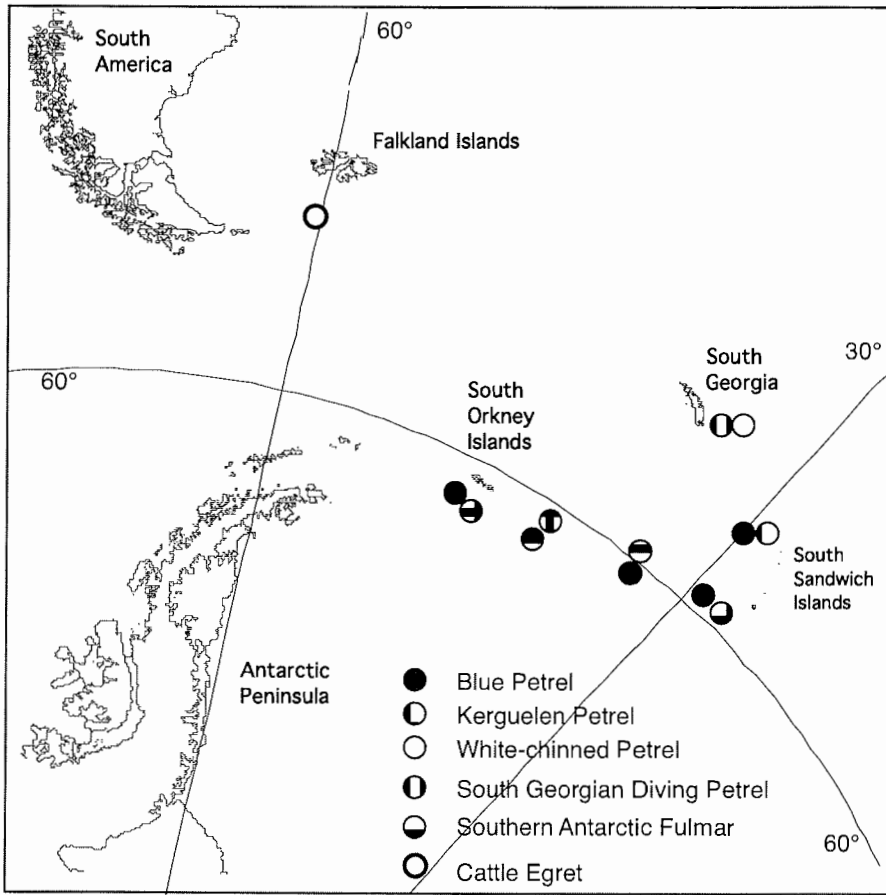 South
America
60°
Falkland Islands
60°
South
Orkney
Islands
South
Georgia
30°
South
Sandwich
Islands
Antarctic
Peninsula
Blue Petrel
Kerguelen Petrel
White-chinned Petrel
South Georgian Diving Petrel
Southern Antarctic Fulmar
Cattle Egret
60°